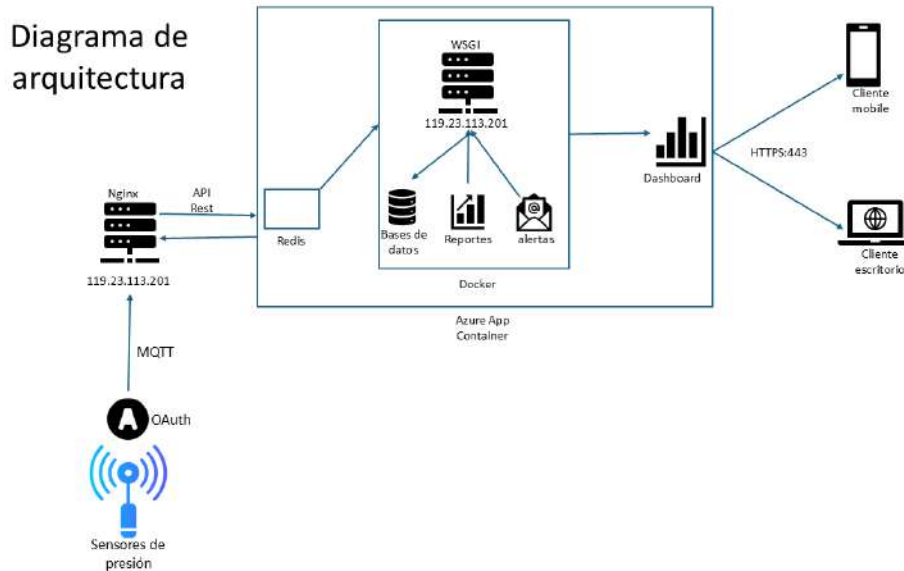 Diagrama de
arquitectura
WSGI
119.23.113.201
Cliente
mobile
HTTPS:443
Dashboard
Nginx
API
Rest
Redis
Bases de
datos
Reportes
alertas
Cliente
escritorio
119.23.113.201
Docker
Azure App
Container
MQTT
A
OAuth
Sensores de
presión